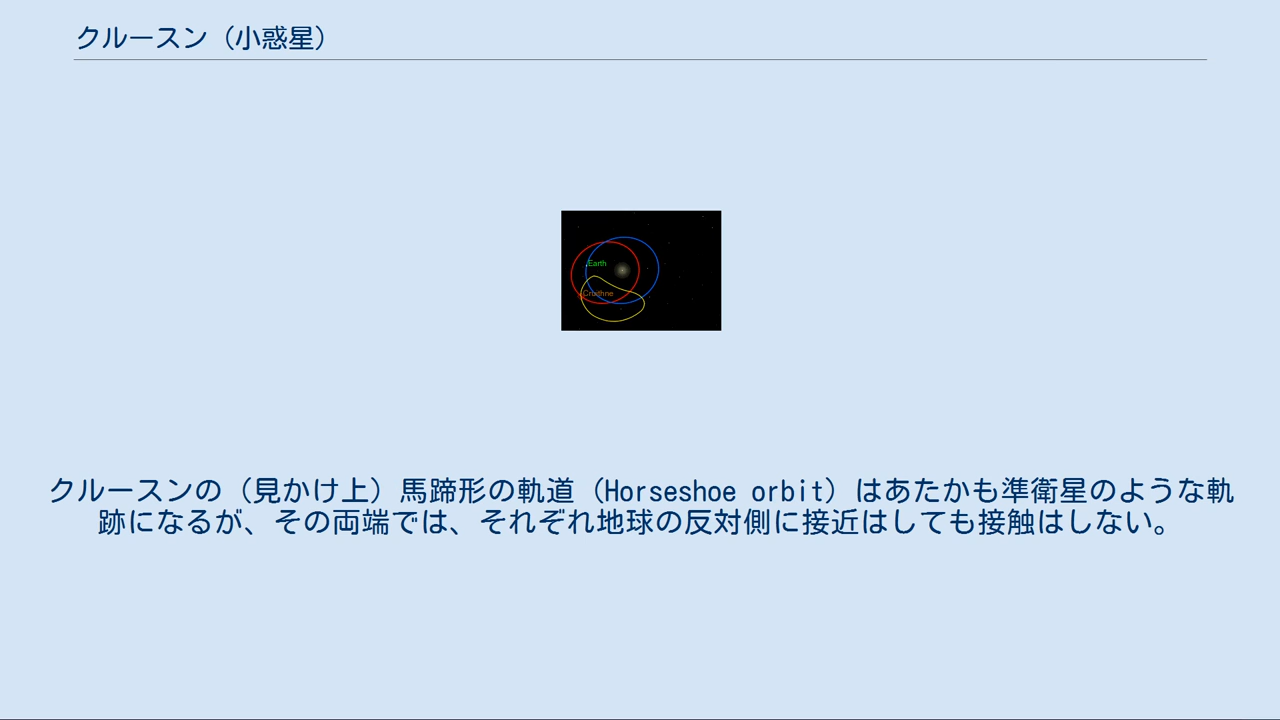 クルースン（小惑星）
Earth
Cruithne
クルースンの（見かけ上）馬蹄形の軌道（Horseshoe orbit）はあたかも準衛星のような軌
跡になるが、その両端では、それぞれ地球の反対側に接近はしても接触はしない。